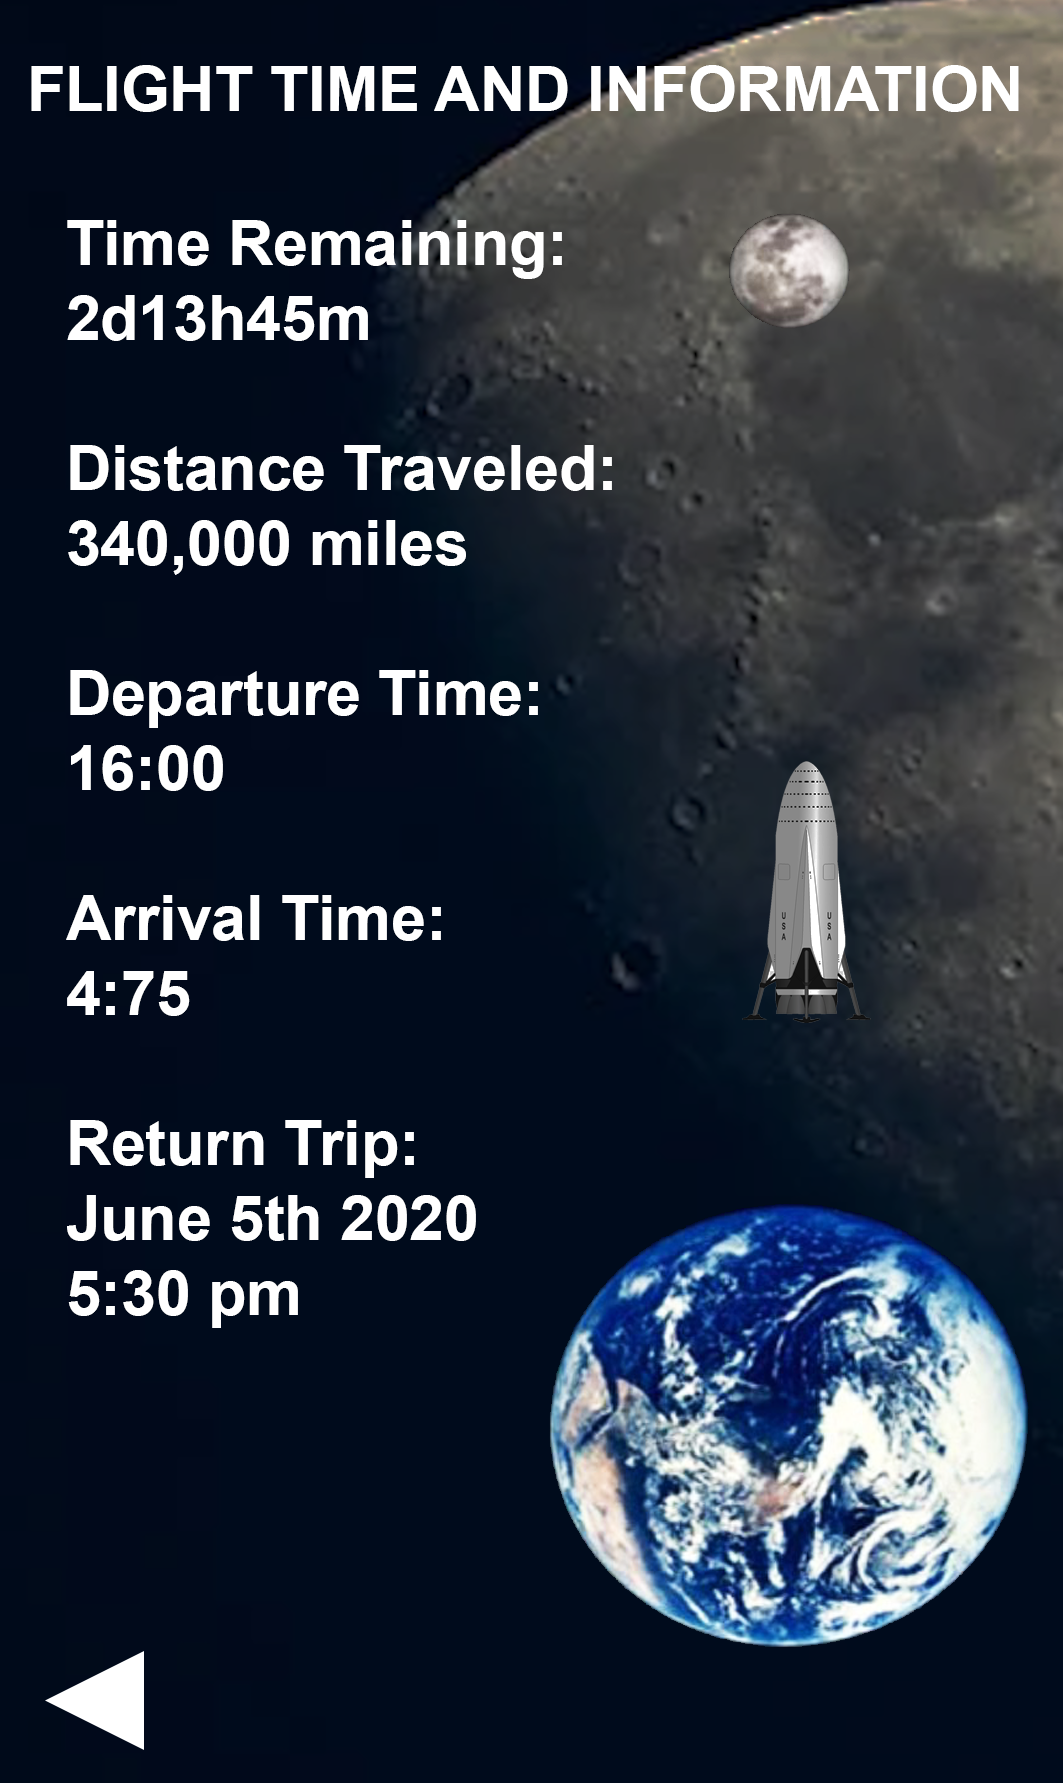 FLIGHT TIME AND INFORMATION
Time Remaining:
2d13h45m
Distance Traveled:
340,000 miles
Departure Time:
16:00
Arrival Time:
4:75
Return Trip:
June 5th 2020
5:30 pm
USA
USA